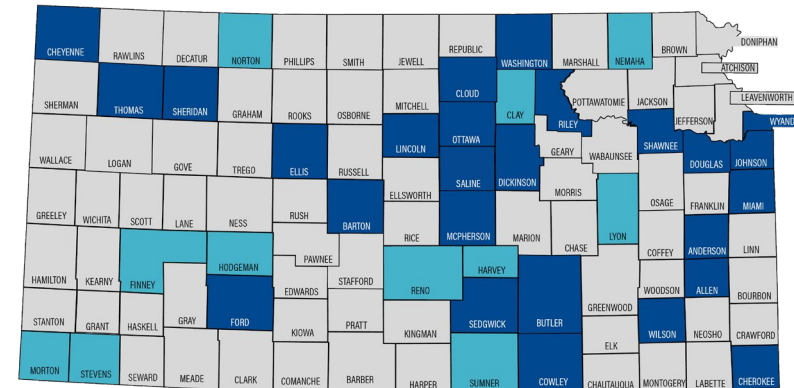 CHEYENNE
RAWLINS
DECATUR
NORTON
PHILLIPS
SMITH
JEWELL
REPUBLIC
WASHINGTON
MARSHALL
NEMAHA
BROWN
DONIPHAN
SHERMAN
THOMAS
SHERIDAN
GRAHAM
ROOKS
OSBORNE
MITCHELL
CLOUD
CLAY
RILEY
POTTAWATOMIE
JACKSON
ATCHISON
JEFFERSON
LEAVENWORTH
WYAND
WALLACE
LOGAN
GOVE
TREGO
ELLIS
RUSSELL
LINCOLN
OTTAWA
DICKINSON
GEARY
WABAUNSEE
SHAWNEE
DOUGLAS
JOHNSON
GREELEY
WICHITA
SCOTT
LANE
NESS
RUSH
BARTON
ELLSWORTH
SALINE
MORRIS
OSAGE
FRANKLIN
MIAMI
HAMILTON
KEARNY
FINNEY
HODGEMAN
PAWNEE
RICE
MCPHERSON
MARION
CHASE
LYON
COFFEY
ANDERSON
LINN
STAFFORD
EDWARDS
RENO
HARVEY
STANTON
GRANT
HASKELL
GRAY
FORD
KIOWA
PRATT
KINGMAN
SEDGWICK
BUTLER
GREENWOOD
WOODSON
ALLEN
BOURBON
ELK
WILSON
NEOSHO
CRAWFORD
MORTON
STEVENS
SEWARD
MEADE
CLARK
COMANCHE
BARBER
HARPER
SUMNER
COWLEY
CHAUTAUQUA
MONTGOERY
LABETTE
CHEROKEE